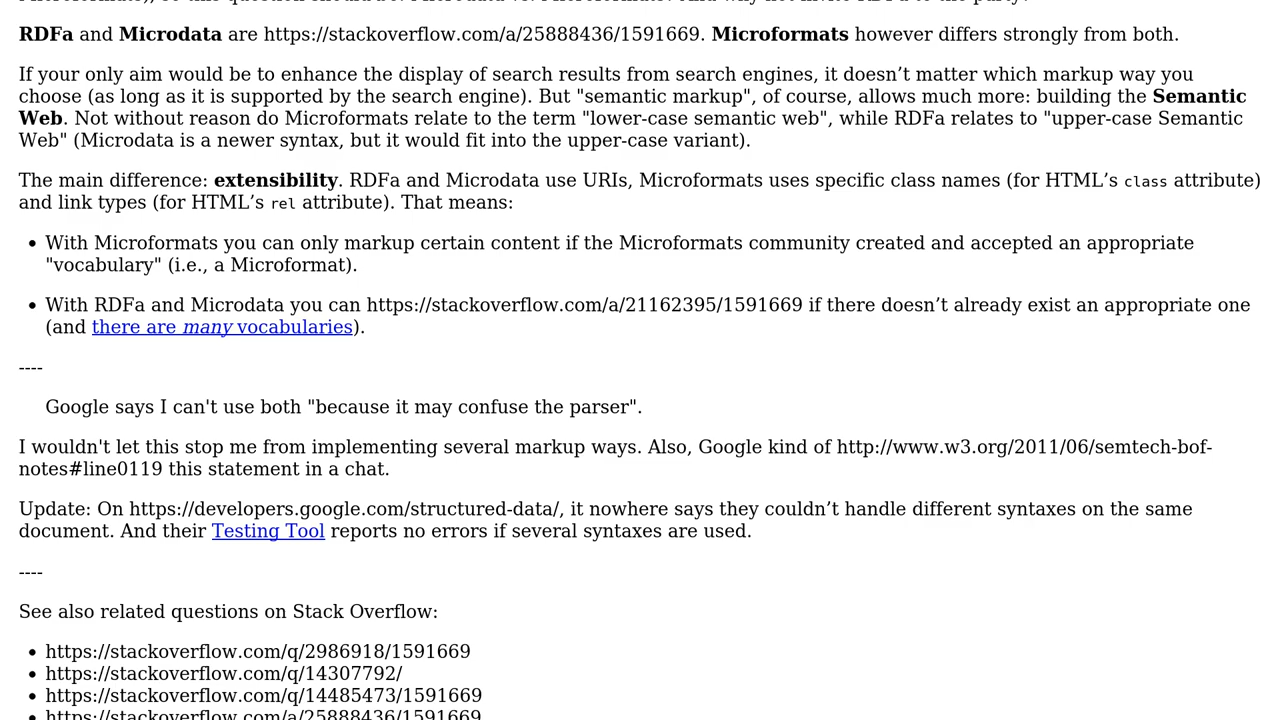 RDFa and Microdata are https://stackoverflow.com/a/25888436/1591669. Microformats however differs strongly from both.
If your only aim would be to enhance the display of search results from search engines, it doesn’t matter which markup way you
choose (as long as it is supported by the search engine). But "semantic markup", of course, allows much more: building the Semantic
Web. Not without reason do Microformats relate to the term "lower-case semantic web", while RDFa relates to "upper-case Semantic
Web" (Microdata is a newer syntax, but it would fit into the upper-case variant).
The main difference: extensibility. RDFa and Microdata use URIs, Microformats uses specific class names (for HTML’s class attribute)
and link types (for HTML’s rel attribute). That means:
• With Microformats you can only markup certain content if the Microformats community created and accepted an appropriate
"vocabulary" (i.e., a Microformat).
• With RDFa and Microdata you can https://stackoverflow.com/a/21162395/1591669 if there doesn’t already exist an appropriate one
(and there are many vocabularies).
----
Google says I can't use both "because it may confuse the parser".
I wouldn't let this stop me from implementing several markup ways. Also, Google kind of http://www.w3.org/2011/06/semtech-bof-
notes#line0119 this statement in a chat.
Update: On https://developers.google.com/structured-data/, it nowhere says they couldn’t handle different syntaxes on the same
document. And their Testing Tool reports no errors if several syntaxes are used.
----
See also related questions on Stack Overflow:
• https://stackoverflow.com/q/2986918/1591669
• https://stackoverflow.com/q/14307792/
• https://stackoverflow.com/q/14485473/1591669
• https://stackoverflow.com/a/25888436/1591669